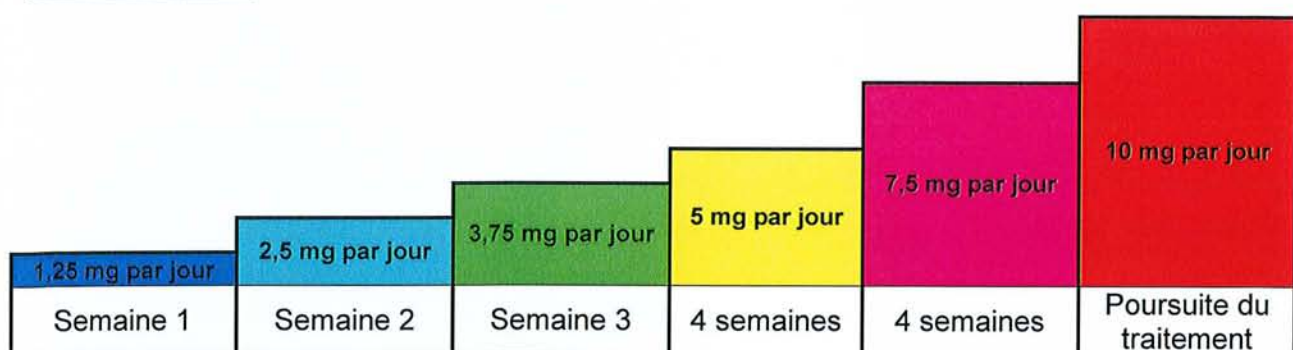 1,25 mg par jour
2,5 mg par jour
3,75 mg par jour
5 mg par jour
7,5 mg par jour
10 mg par jour
Semaine 1
Semaine 2
Semaine 3
4 semaines
4 semaines
Poursuite du
traitement